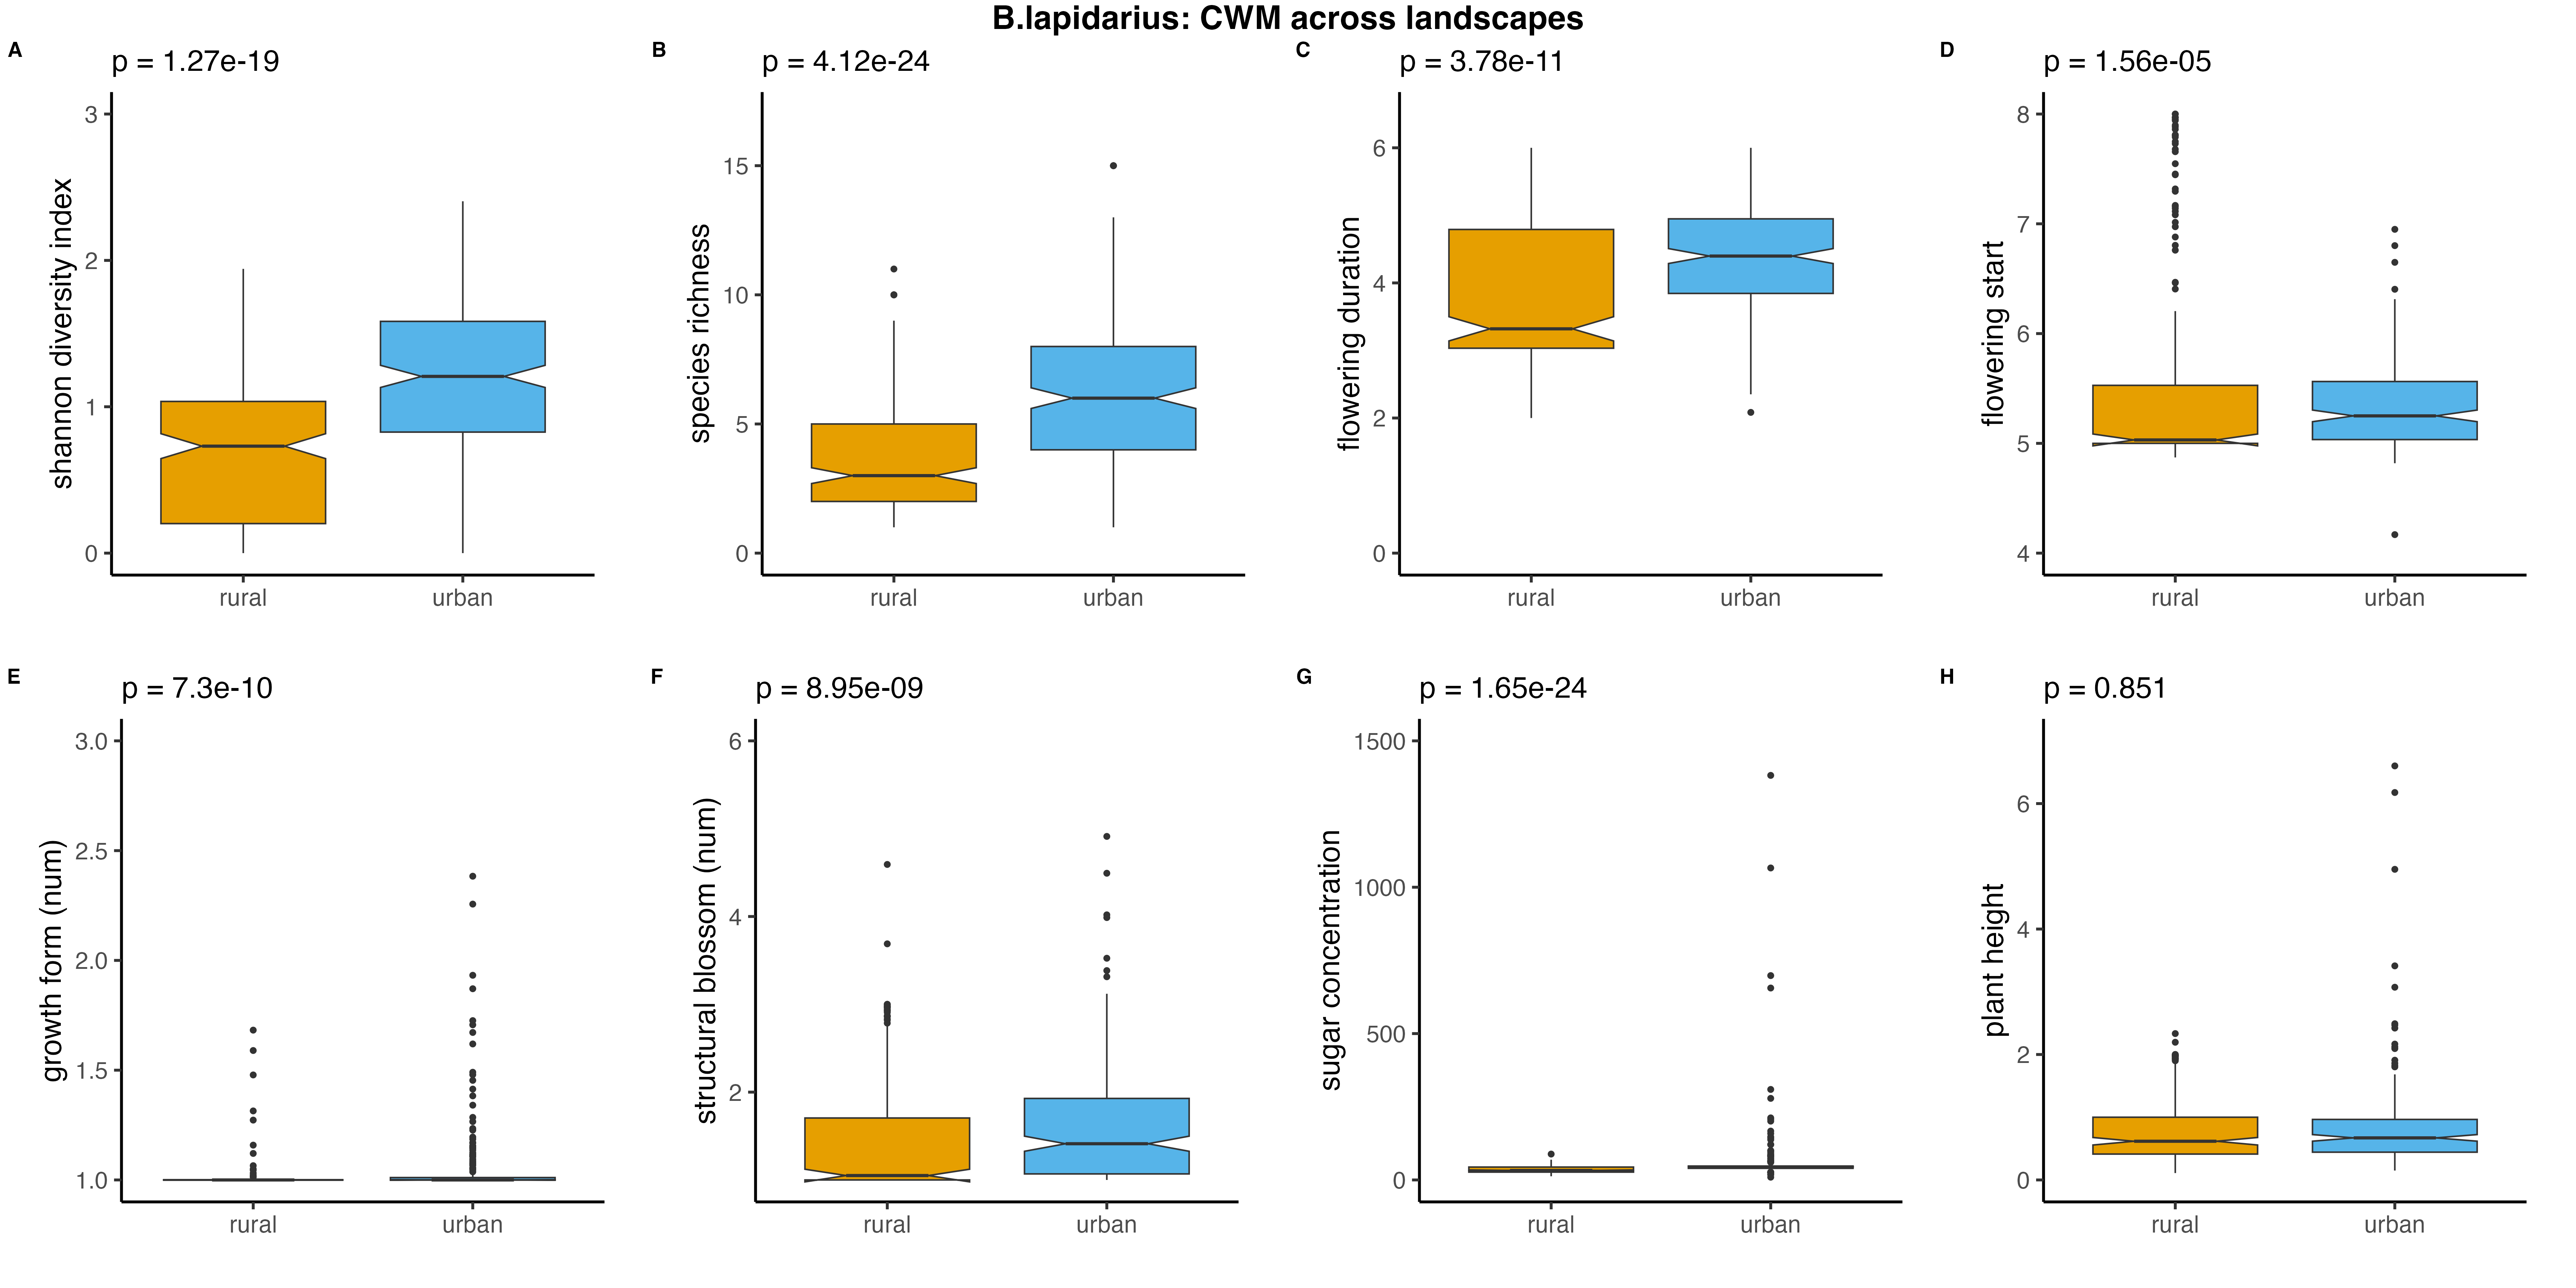 B.lapidarius: CWM across landscapes
A
p = 1.27e-19
shannon diversity index
3
2
1
0
rural urban
B
p = 4.12e-24
species richness
15
10
5
0
rural urban
C
p = 3.78e-11
flowering duration
6
4
2
0
rural urban
D
p = 1.56e-05
flowering start
8
7
6
5
4
rural urban
E
p = 7.3e-10
growth form (num)
3.0
2.5
2.0
1.5
1.0
rural urban
F
p = 8.95e-09
structural blossom (num)
6
4
2
rural urban
G
p = 1.65e-24
sugar concentration
1500
1000
500
0
rural urban
H
p = 0.851
plant height
6
4
2
0
rural urban